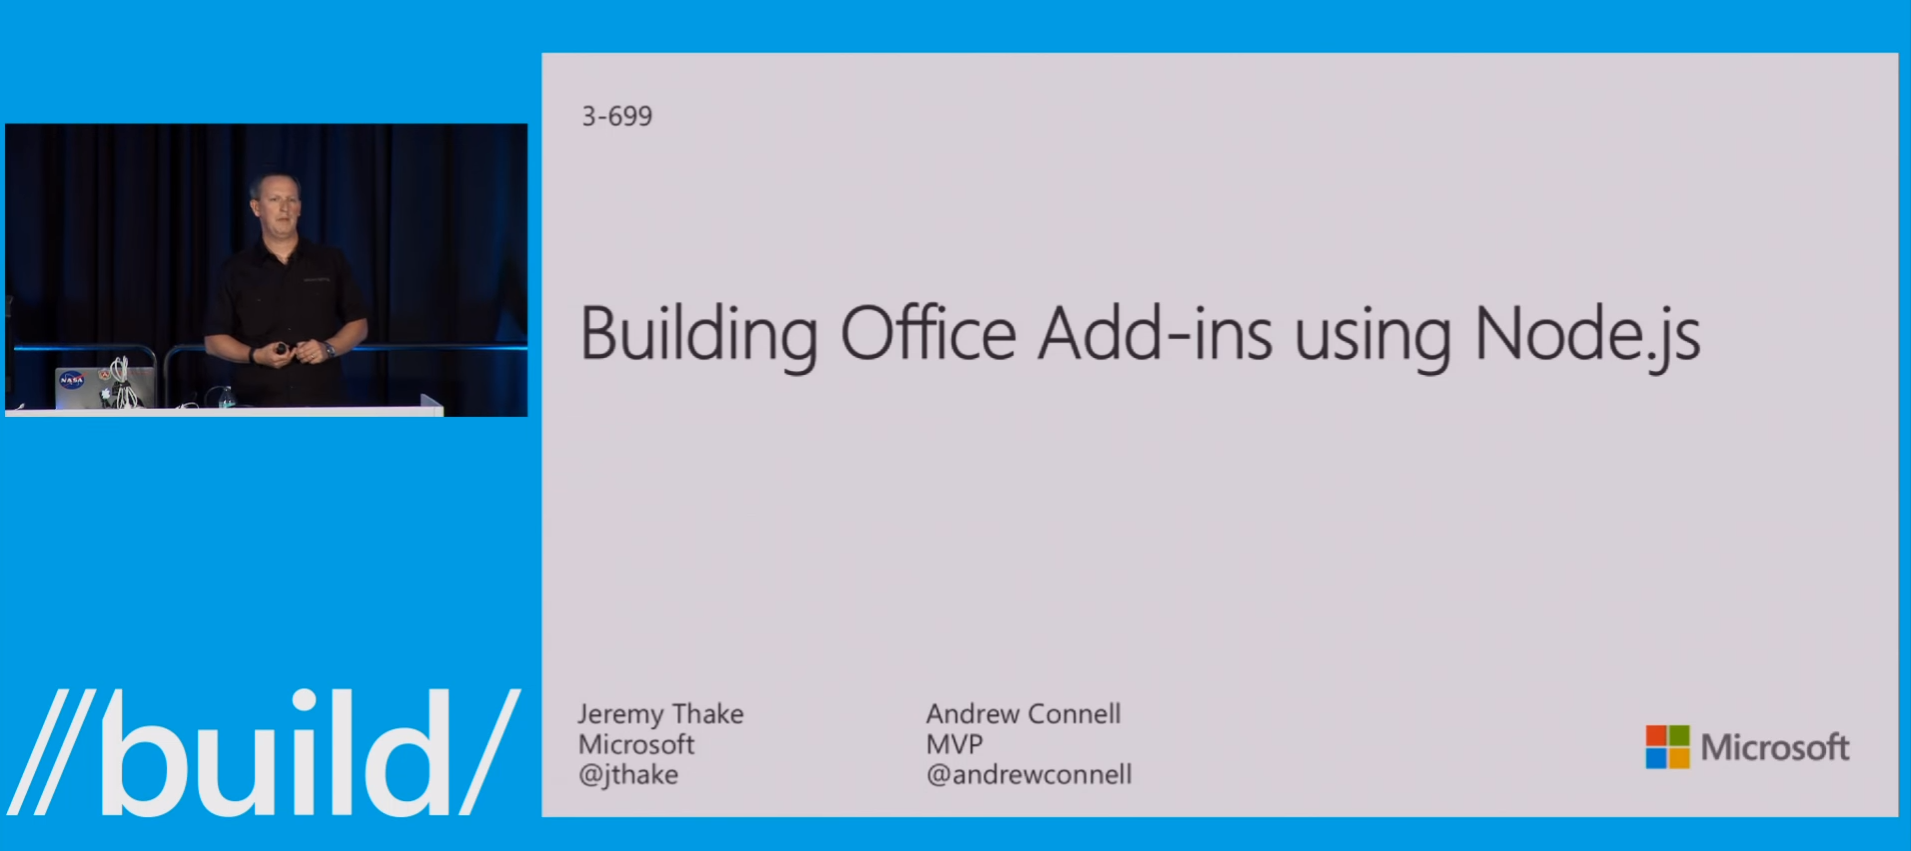 3-699
Building Office Add-ins using Node.js
Jeremy Thake
Microsoft
@jthake
Andrew Connell
MVP
@andrewconnell
Microsoft
//build/
NASA